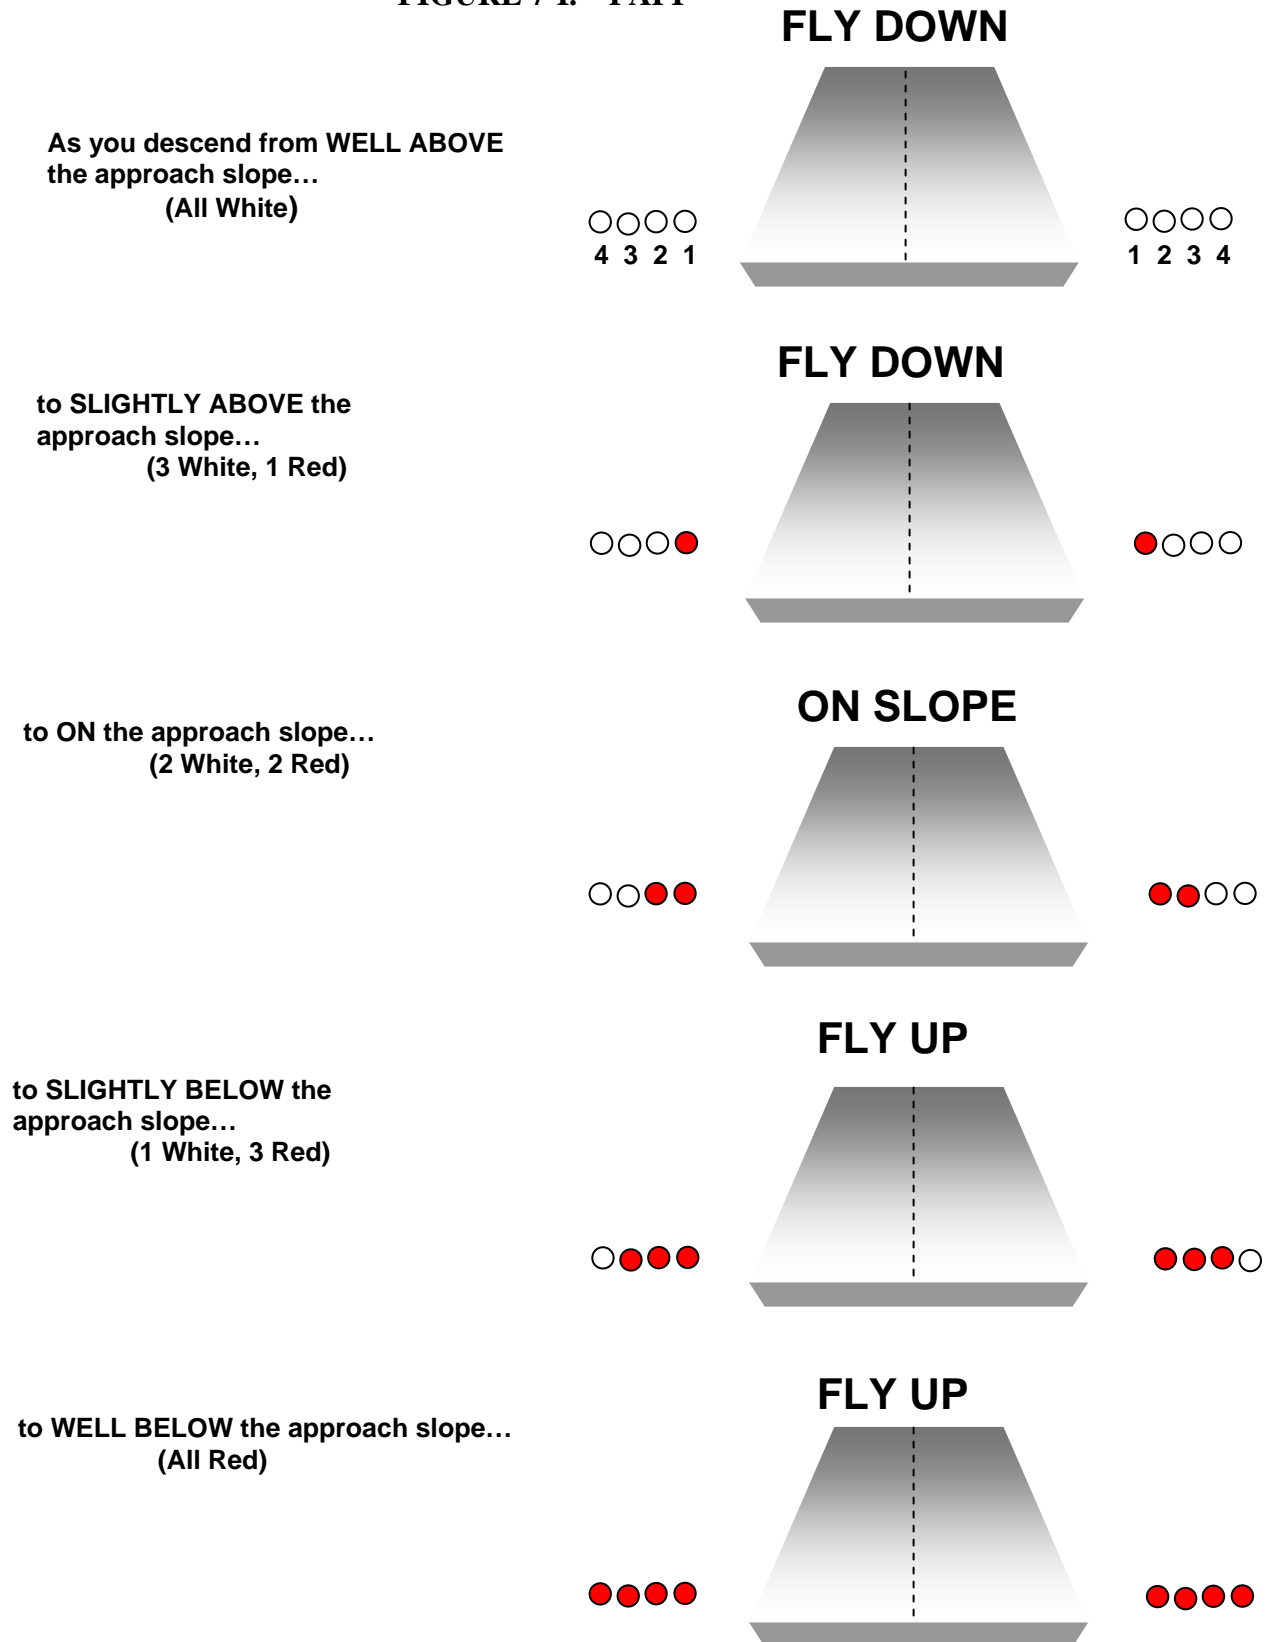 FLY DOWN
As you descend from WELL ABOVE
the approach slope…
(All White)
4 3 2 1
1 2 3 4
FLY DOWN
to SLIGHTLY ABOVE the
approach slope…
(3 White, 1 Red)
ON SLOPE
to ON the approach slope…
(2 White, 2 Red)
FLY UP
to SLIGHTLY BELOW the
approach slope…
(1 White, 3 Red)
FLY UP
to WELL BELOW the approach slope…
(All Red)